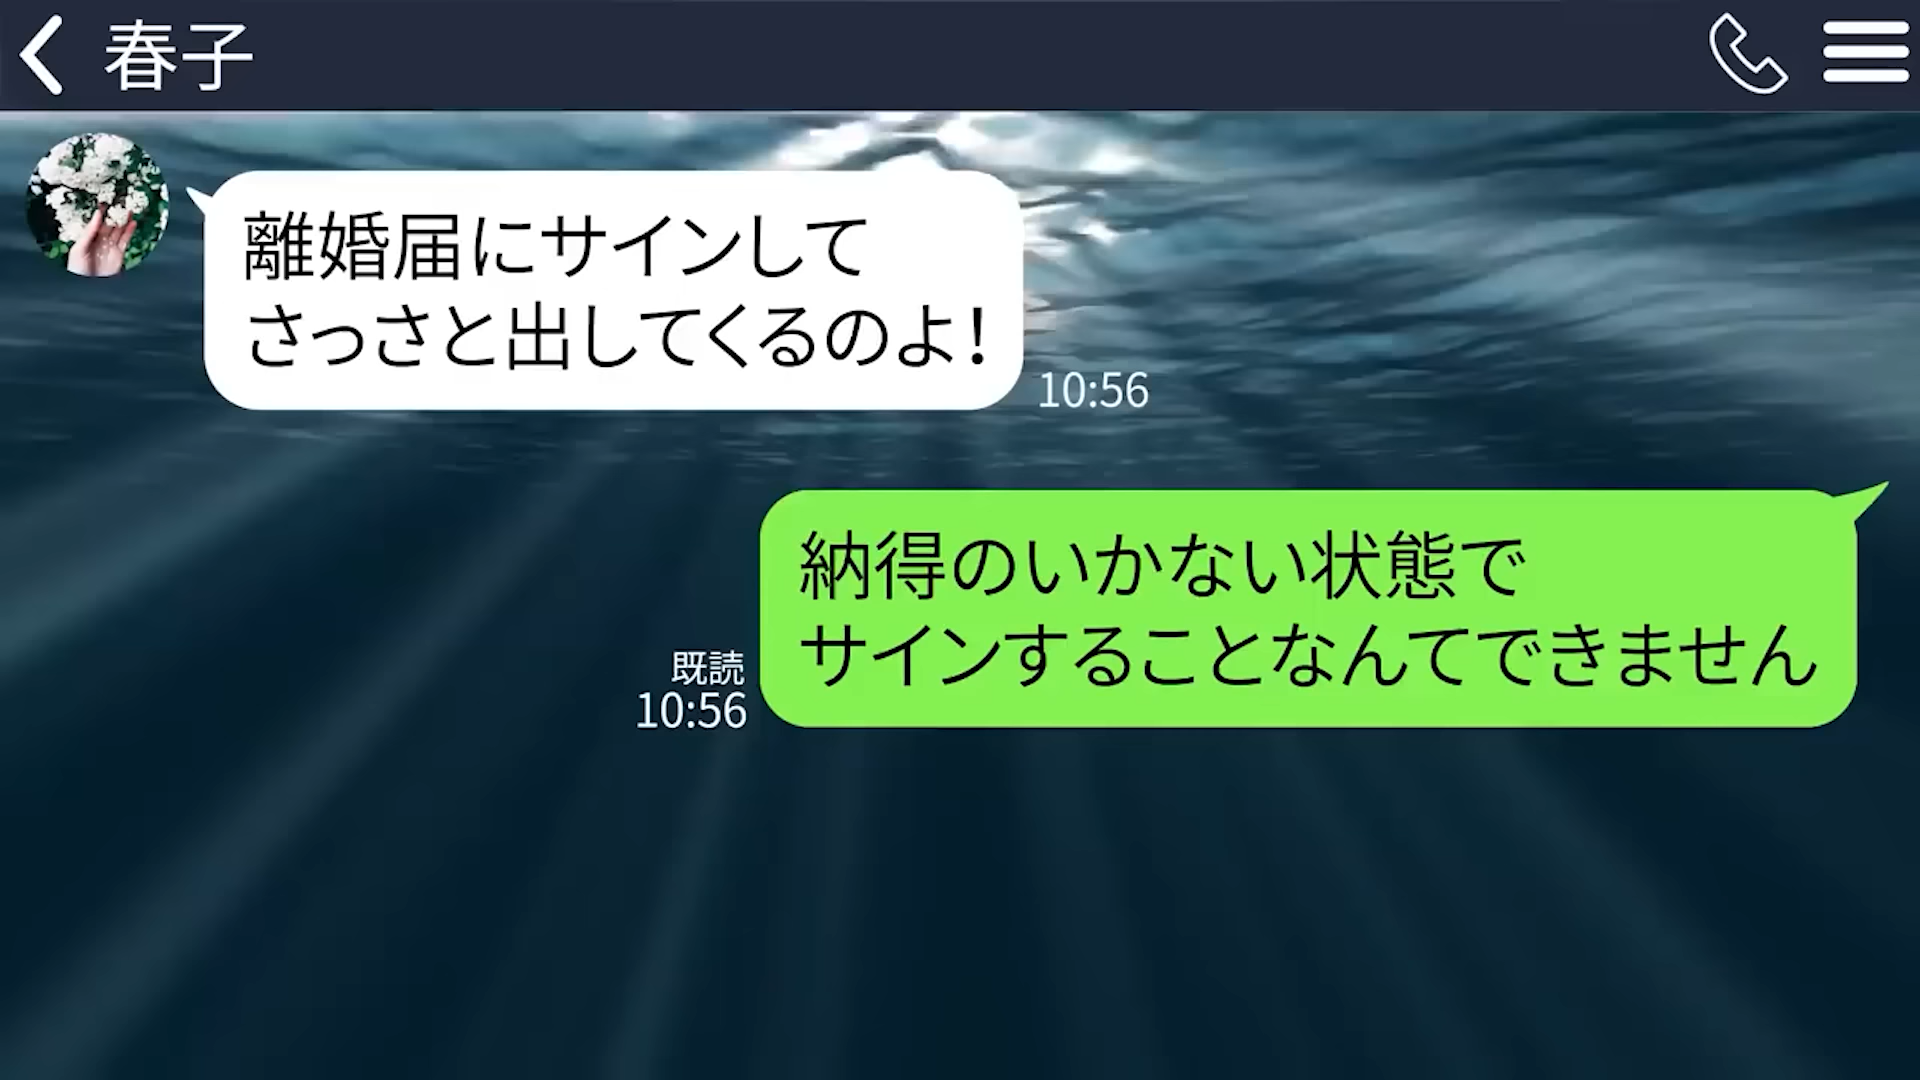 春子
離婚届にサインして
さっさと出してくるのよ！
10:56
納得のいかない状態で
サインすることなんてできません
既読
10:56